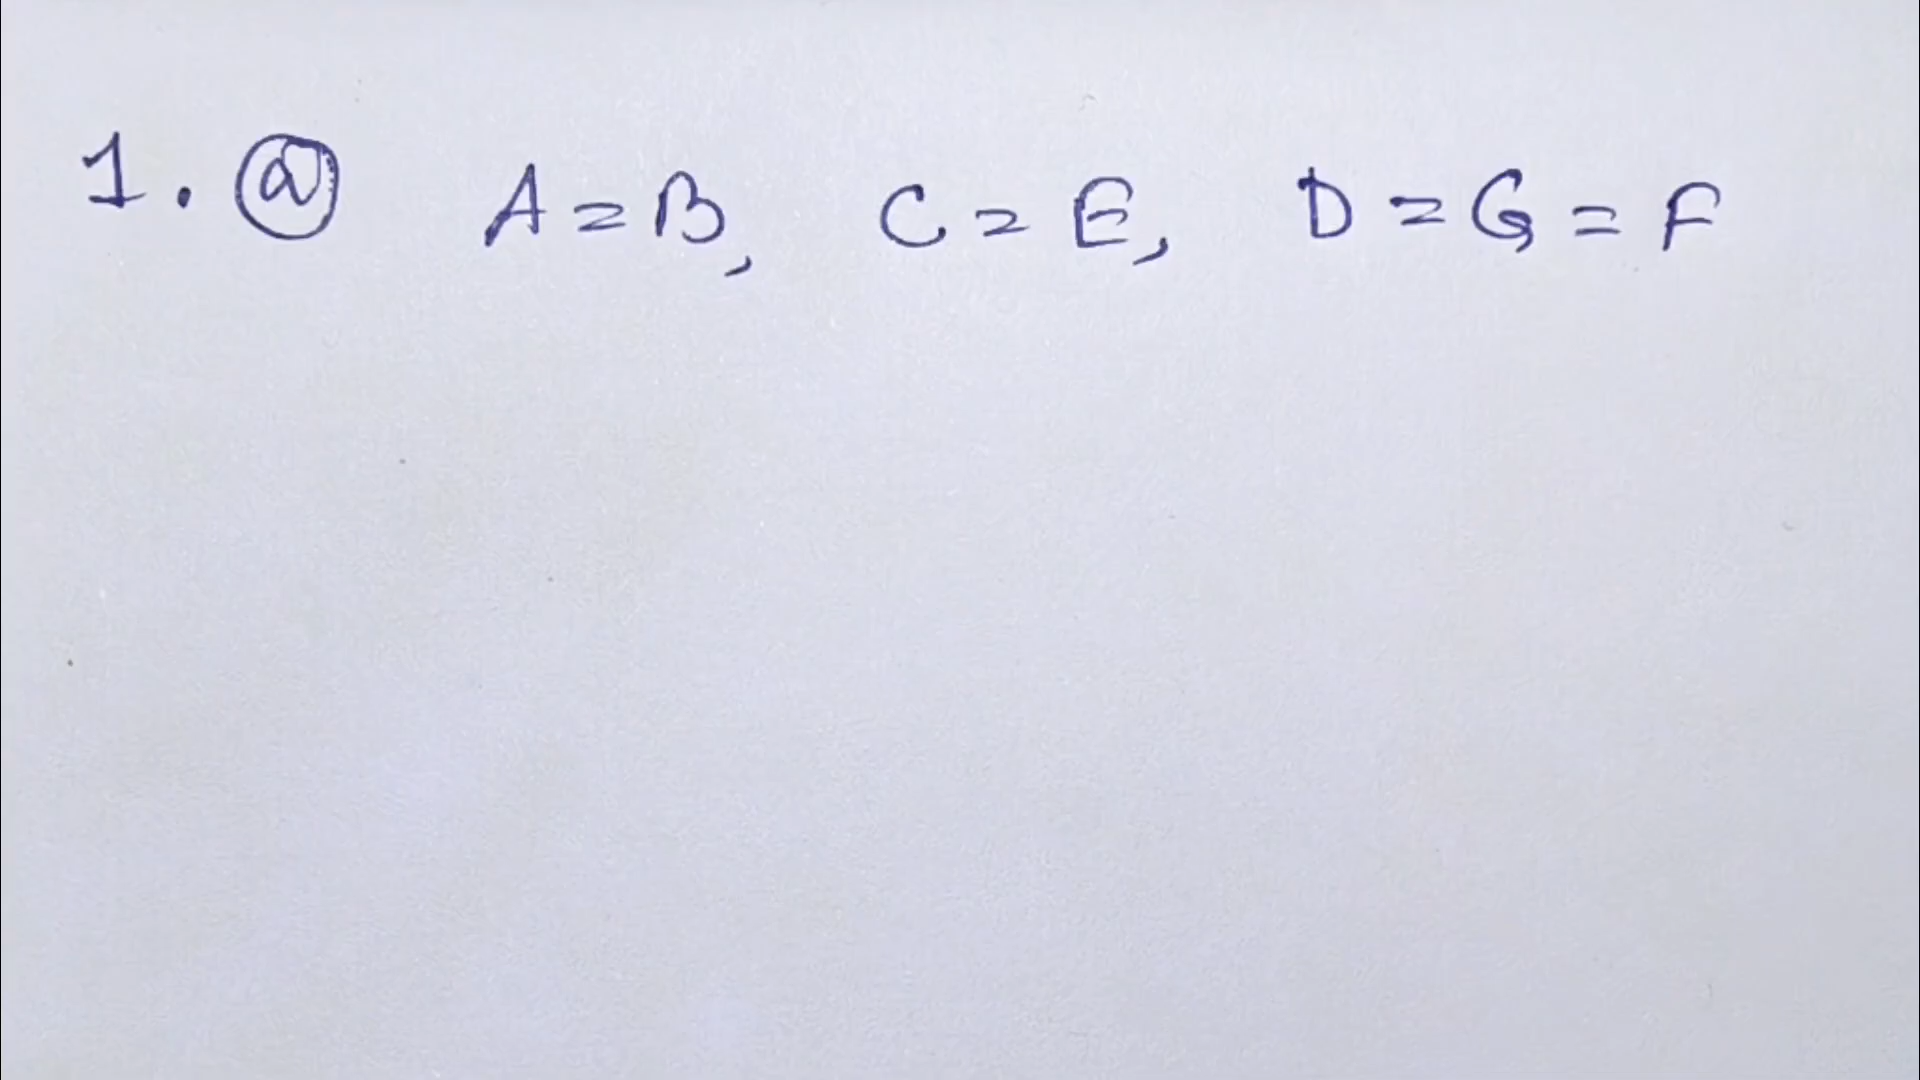 1. ⓐ A = B, C = E, D = G = F